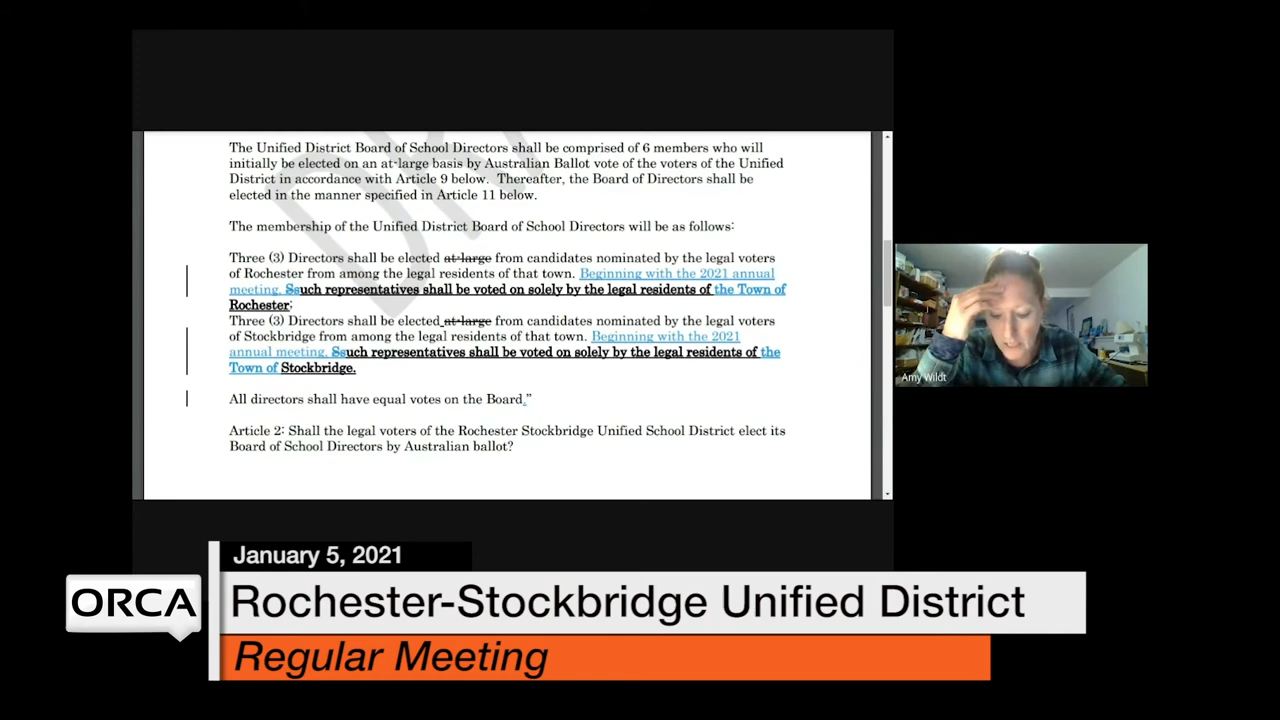 The Unified District Board of School Directors shall be comprised of 6 members who will
initially be elected on an at-large basis by Australian Ballot vote of the voters of the Unified
District in accordance with Article 9 below. Thereafter, the Board of Directors shall be
elected in the manner specified in Article 11 below.
The membership of the Unified District Board of School Directors will be as follows:
Three (3) Directors shall be elected at-large from candidates nominated by the legal voters
of Rochester from among the legal residents of that town. Beginning with the 2021 annual
meeting. Ssuch representatives shall be voted on solely by the legal residents of the Town of
Rochester;
Three (3) Directors shall be elected at-large from candidates nominated by the legal voters
of Stockbridge from among the legal residents of that town. Beginning with the 2021
annual meeting. Ssuch representatives shall be voted on solely by the legal residents of the
Town of Stockbridge.
All directors shall have equal votes on the Board."
Article 2: Shall the legal voters of the Rochester Stockbridge Unified School District elect its
Board of School Directors by Australian ballot?
Amy Wildt
January 5, 2021
ORCA
Rochester-Stockbridge Unified District
Regular Meeting